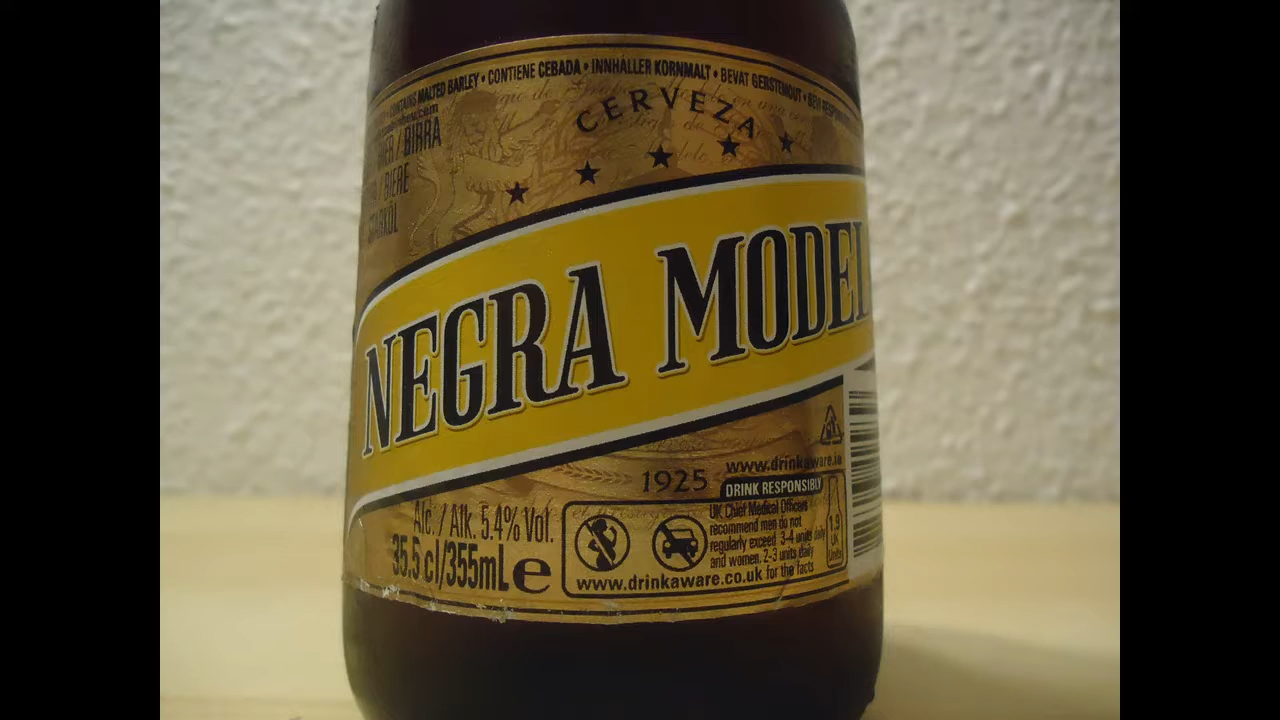 CONTAINS MALTED BARLEY • CONTIENE CEBADA • INNHALLER KORNMALT • BEVAT GERSTEMOUT •
CERVEZA
/ BIRRA
/ BIERE
STARKÖL
NEGRA MODEL
1925
www.drinkaware.ie
DRINK RESPONSIBLY
Alc. / Alk. 5.4% Vol.
35.5 cl/355mL e
UK Chief Medical Officers
recommend men do not
regularly exceed 3-4 units daily
and women, 2-3 units daily
www.drinkaware.co.uk for the facts
1.9
UK
Units